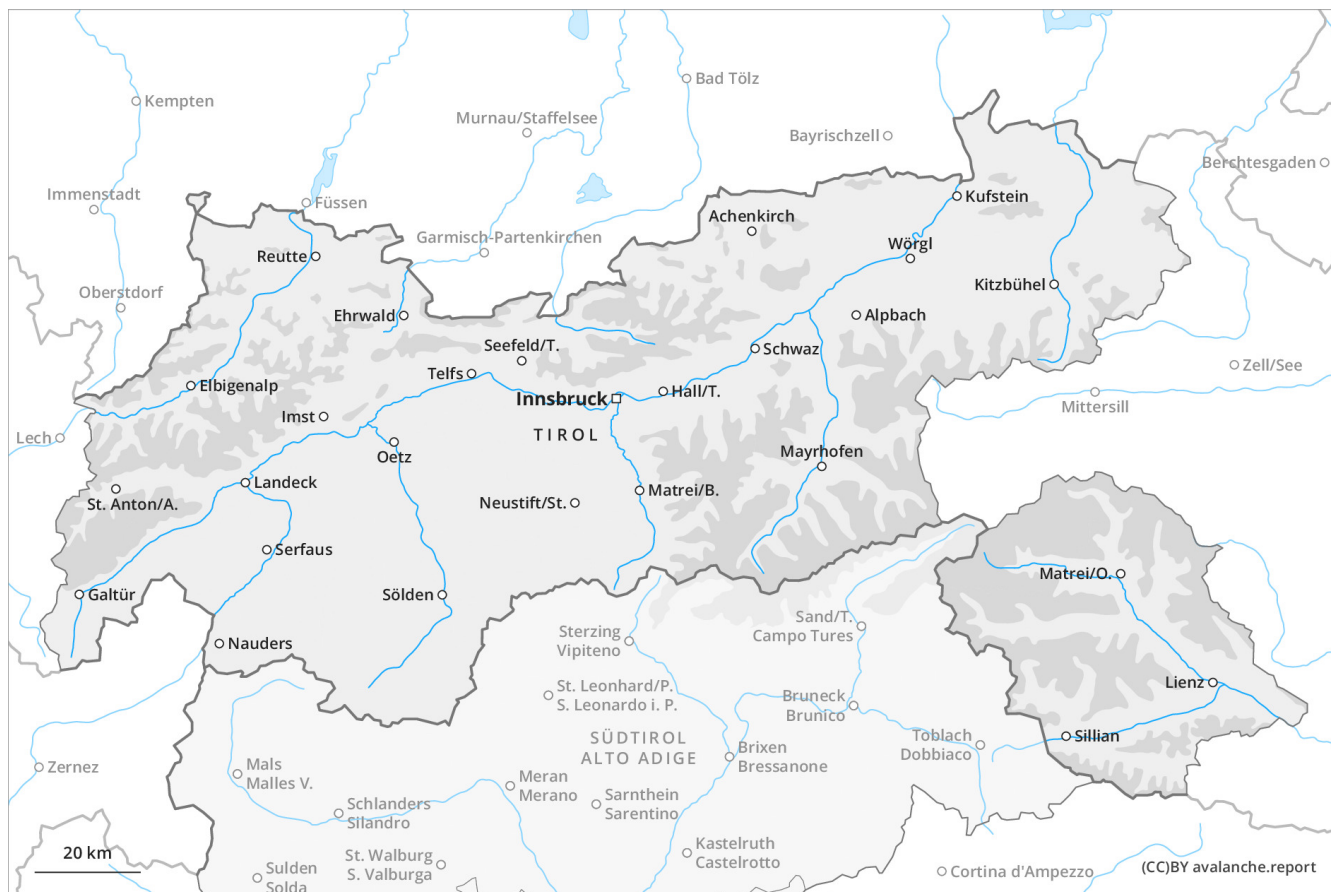 Kempten
Bad Tölz
Murnau/Staffelsee
Bayrischzell
Berchtesgaden
Immenstadt
Füssen
Kufstein
Achenkirch
Garmisch-Partenkirchen
Wörgl
Reutte
Oberstdorf
Kitzbühel
Ehrwald
Alpbach
Seefeld/T.
Schwaz
Zell/See
Telfs
Elbigenalp
Hall/T.
Innsbruck
Mittersill
Imst
Lech
TIROL
Oetz
Mayrhofen
Landeck
St. Anton/A.
Matrei/B.
Neustift/St.
Serfaus
Matrei/O.
Galtür
Sölden
Sand/T.
Campo Tures
Sterzing
Vipiteno
Nauders
Lienz
St. Leonhard/P.
S. Leonardo i. P.
Bruneck
Brunico
Sillian
Toblach
Dobbiaco
SÜDTIROL
ALTO ADIGE
Brixen
Bressanone
Zernez
Mals
Malles V.
Meran
Merano
Schlanders
Silandro
Sarnthein
Sarentino
Kastelruth
Castelrotto
20 km
St. Walburg
S. Valburga
Sulden
Solda
Cortina d'Ampezzo
(CC)BY avalanche.report